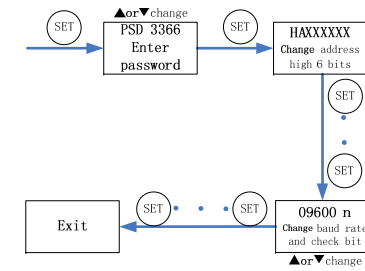 ▲or▼change
SET
PSD 3366
Enter
password
SET
HAXXXXXX
Change address
high 6 bits
SET
SET
09600 n
Change baud rate
and check bit
▲or▼change
SET
SET
Exit